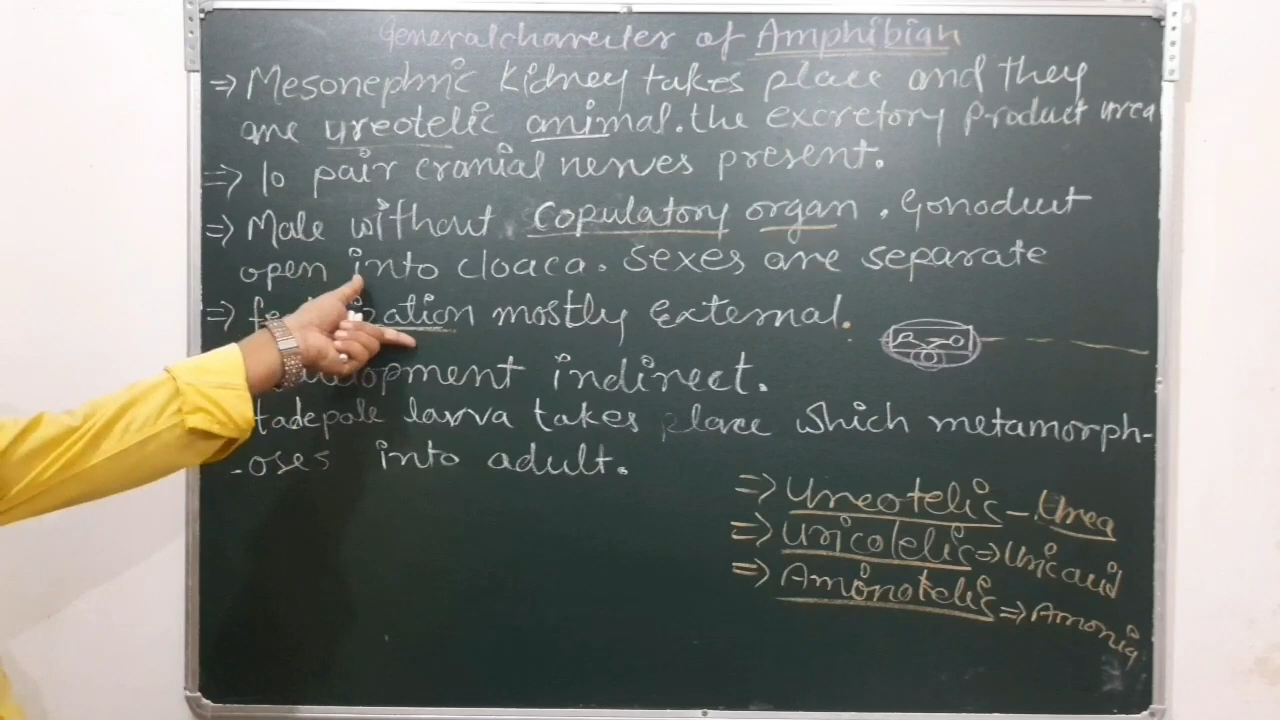 General charecter of Amphibian
⇒ Mesonephric kidney takes place and they
are ureotelic animal. the excretory product urea
⇒ 10 pair cranial nerves present.
⇒ Male without copulatory organ. Gonoduct
open into cloaca. Sexes are separate
⇒ mostly External.
indirect.
tadepole larva takes place which metamorph-
-oses into adult.
⇒ Ureotelic - Urea
⇒ Uricotelic ⇒ Uric acid
⇒ Amonotelic ⇒ Amonia